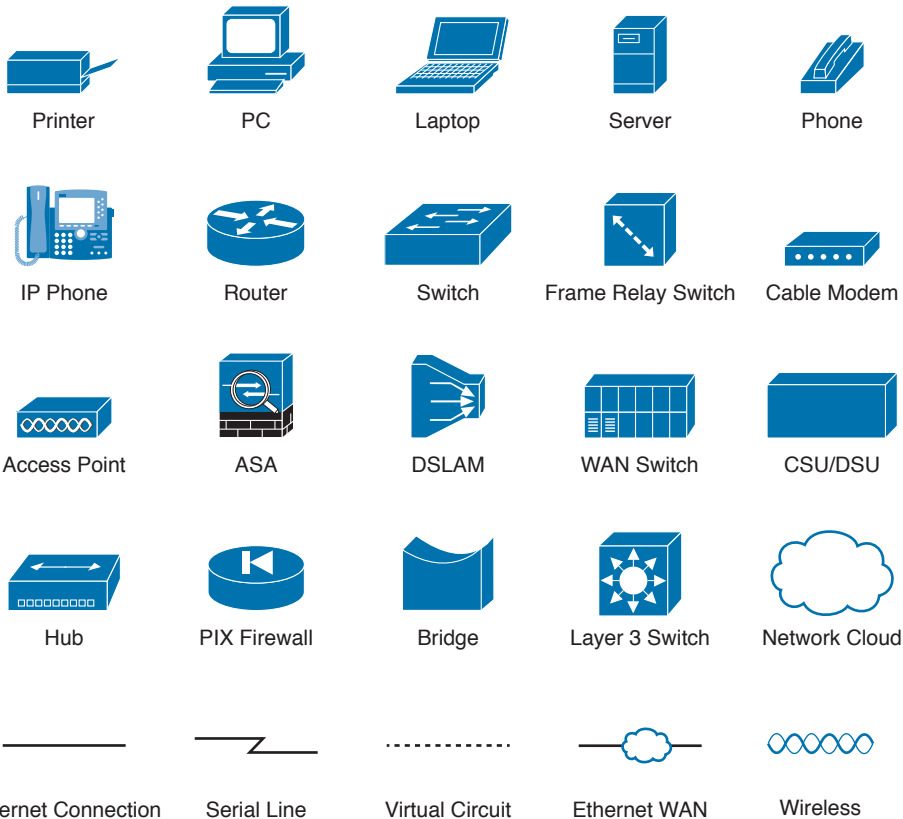 Printer
PC
Laptop
Server
Phone
IP Phone
Router
Switch
Frame Relay Switch
Cable Modem
Access Point
ASA
DSLAM
WAN Switch
CSU/DSU
Hub
PIX Firewall
Bridge
Layer 3 Switch
Network Cloud
ernet Connection
Serial Line
Virtual Circuit
Ethernet WAN
Wireless